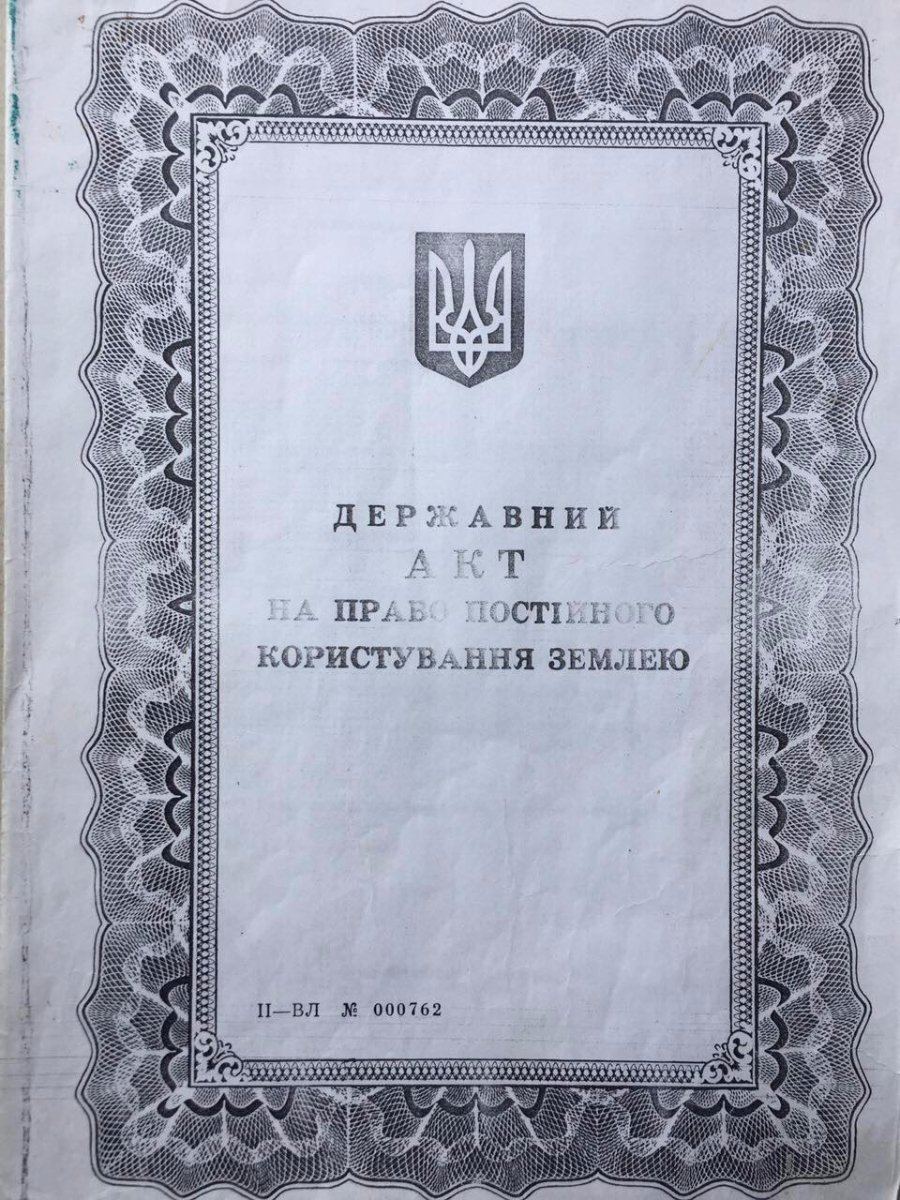 ДЕРЖАВНИЙ
АКТ
НА ПРАВО ПОСТІЙНОГО
КОРИСТУВАННЯ ЗЕМЛЕЮ
II—ВЛ № 000762